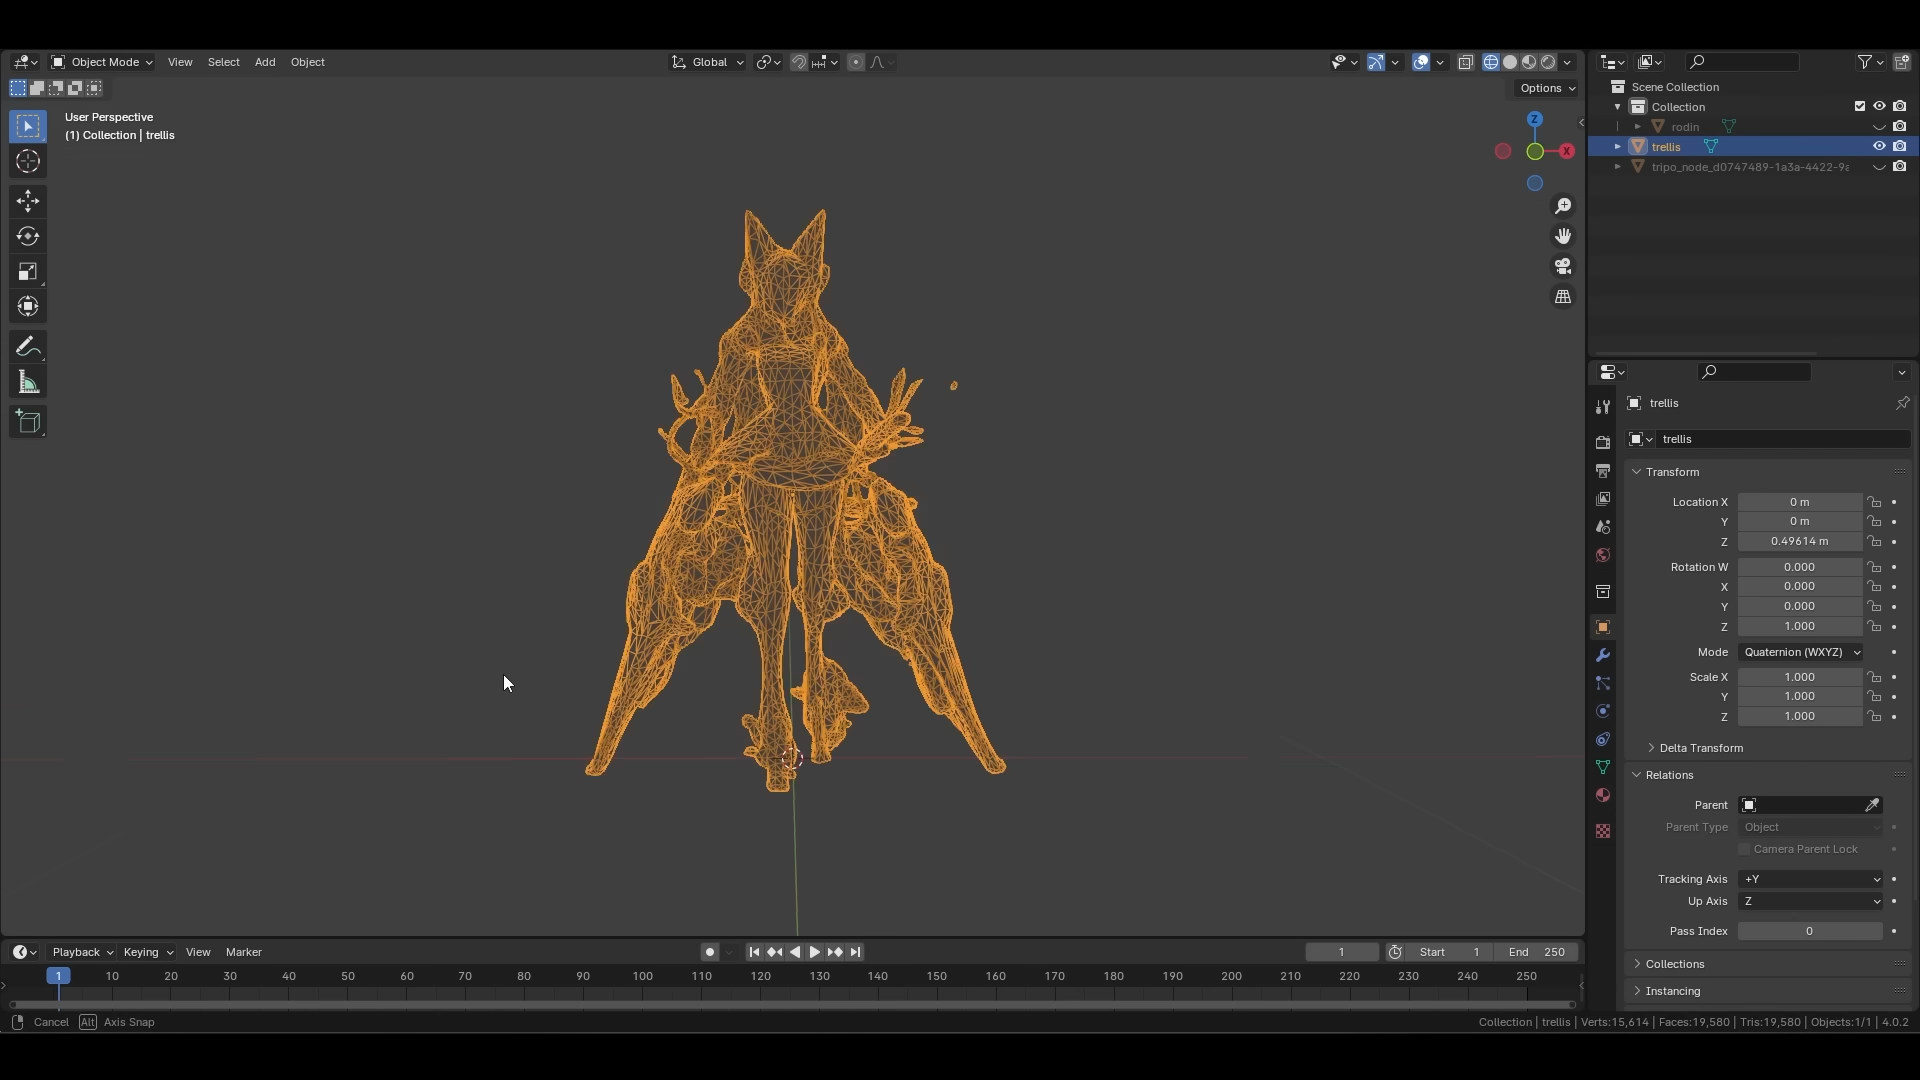 Object Mode View Select Add Object Global
Options
User Perspective
(1) Collection | trellis
Z
X
Scene Collection
Collection
rodin
trellis
tripo_node_d0747489-1a3a-4422-9a
trellis
trellis
Transform
Location X 0 m
Y 0 m
Z 0.49614 m
Rotation W 0.000
X 0.000
Y 0.000
Z 1.000
Mode Quaternion (WXYZ)
Scale X 1.000
Y 1.000
Z 1.000
Delta Transform
Relations
Parent
Parent Type Object
Camera Parent Lock
Tracking Axis +Y
Up Axis Z
Pass Index 0
Collections
Instancing
Playback Keying View Marker 1 Start 1 End 250
1 10 20 30 40 50 60 70 80 90 100 110 120 130 140 150 160 170 180 190 200 210 220 230 240 250
Cancel Alt Axis Snap Collection | trellis | Verts:15,614 | Faces:19,580 | Tris:19,580 | Objects:1/1 | 4.0.2